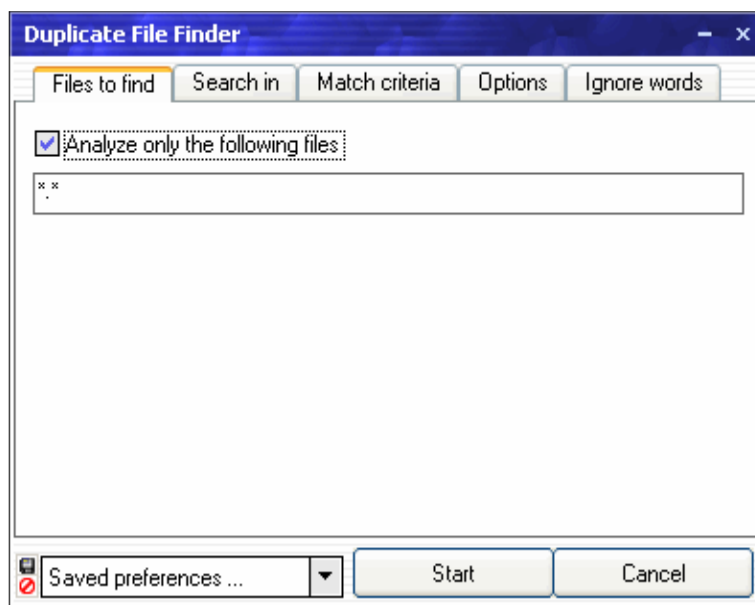 Duplicate File Finder
Files to find Search in Match criteria Options Ignore words
Analyze only the following files
*.*
Saved preferences ... Start Cancel